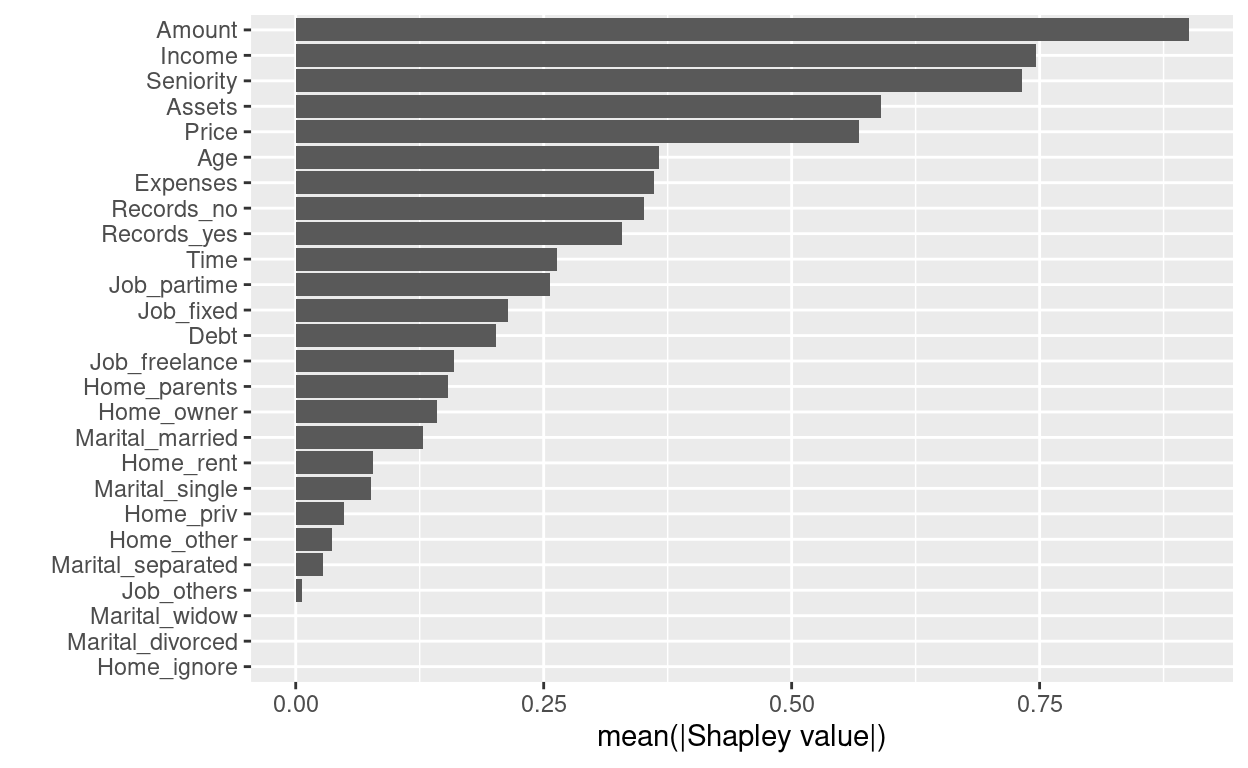 Amount
Income
Seniority
Assets
Price
Age
Expenses
Records_no
Records_yes
Time
Job_partime
Job_fixed
Debt
Job_freelance
Home_parents
Home_owner
Marital_married
Home_rent
Marital_single
Home_priv
Home_other
Marital_separated
Job_others
Marital_widow
Marital_divorced
Home_ignore
0.00 0.25 0.50 0.75
mean(|Shapley value|)